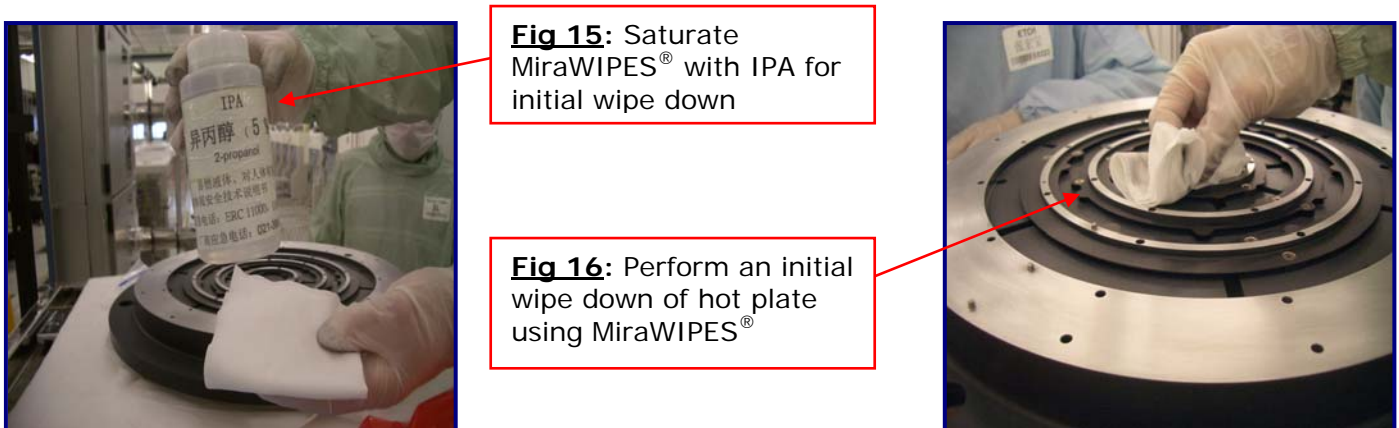 Fig 15: Saturate
MiraWIPES® with IPA for
initial wipe down
Fig 16: Perform an initial
wipe down of hot plate
using MiraWIPES®
IPA
异丙醇
2-propanol
ETCH